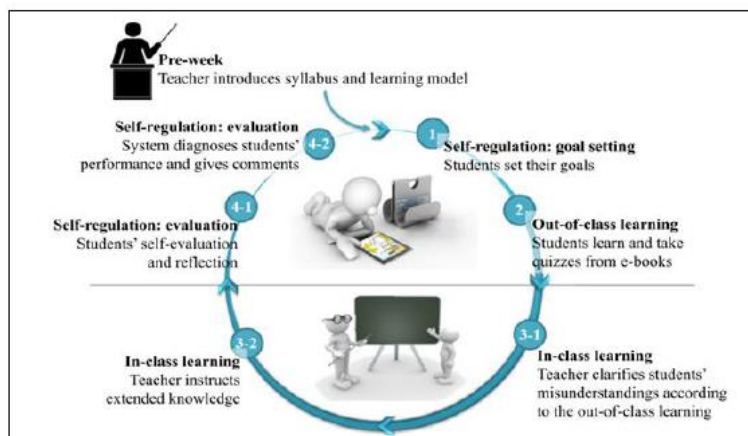 Pre-week
Teacher introduces syllabus and learning model
1
Self-regulation: goal setting
Students set their goals
2
Out-of-class learning
Students learn and take
quizzes from e-books
3-1
In-class learning
Teacher clarifies students'
misunderstandings according
to the out-of-class learning
3-2
In-class learning
Teacher instructs
extended knowledge
4-1
Self-regulation: evaluation
Students' self-evaluation
and reflection
4-2
Self-regulation: evaluation
System diagnoses students'
performance and gives comments